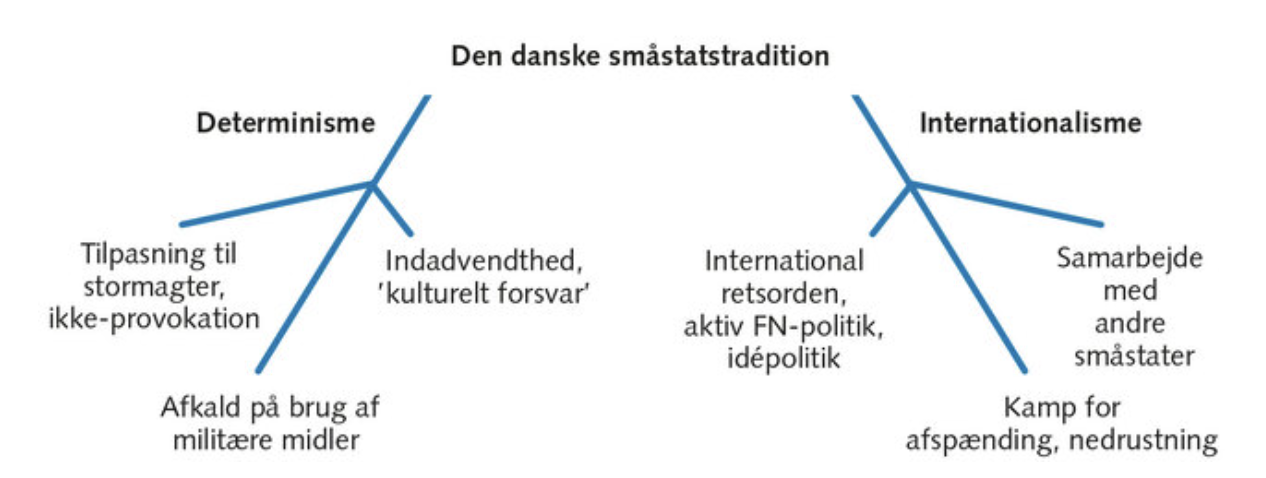 Den danske småstatstradition
Determinisme
Internationalisme
Tilpasning til
stormagter,
ikke-provokation
Indadvendthed,
'kulturelt forsvar'
Afkald på brug af
militære midler
International
retsorden,
aktiv FN-politik,
idépolitik
Samarbejde
med
andre
småstater
Kamp for
afspænding, nedrustning